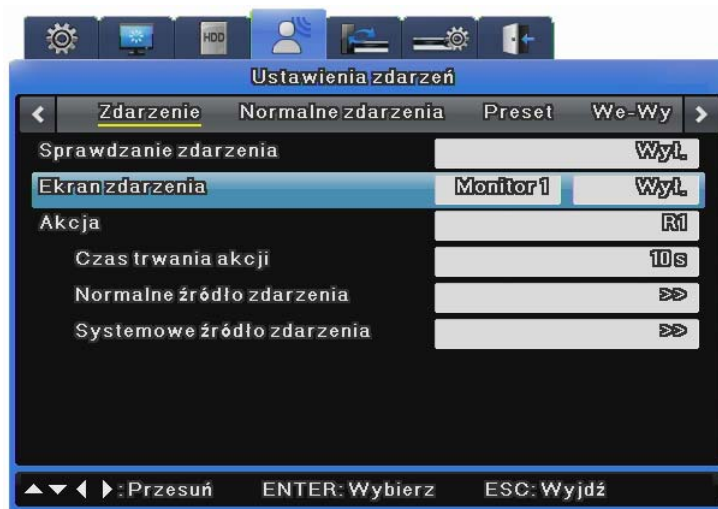 HDD
Ustawienia zdarzeń
Zdarzenie Normalne zdarzenia Preset We-Wy
Sprawdzanie zdarzenia Wył.
Ekran zdarzenia Monitor 1 Wył.
Akcja R1
Czas trwania akcji 10 s
Normalne źródło zdarzenia >>
Systemowe źródło zdarzenia >>
:Przesuń ENTER: Wybierz ESC: Wyjdź